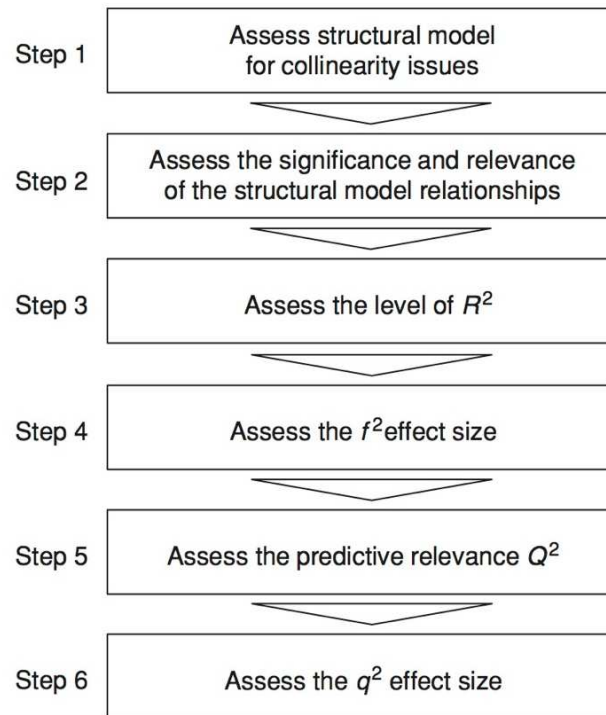 Step 1
Assess structural model
for collinearity issues
Step 2
Assess the significance and relevance
of the structural model relationships
Step 3
Assess the level of R²
Step 4
Assess the f² effect size
Step 5
Assess the predictive relevance Q²
Step 6
Assess the q² effect size